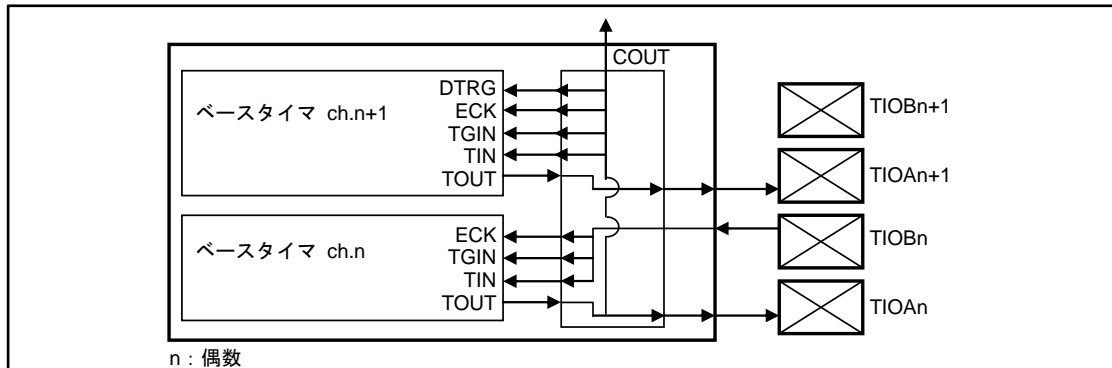 COUT
ベースタイマ ch.n+1
DTRG
ECK
TGIN
TIN
TOUT
TIOBn+1
TIOAn+1
ベースタイマ ch.n
ECK
TGIN
TIN
TOUT
TIOBn
TIOAn
n：偶数